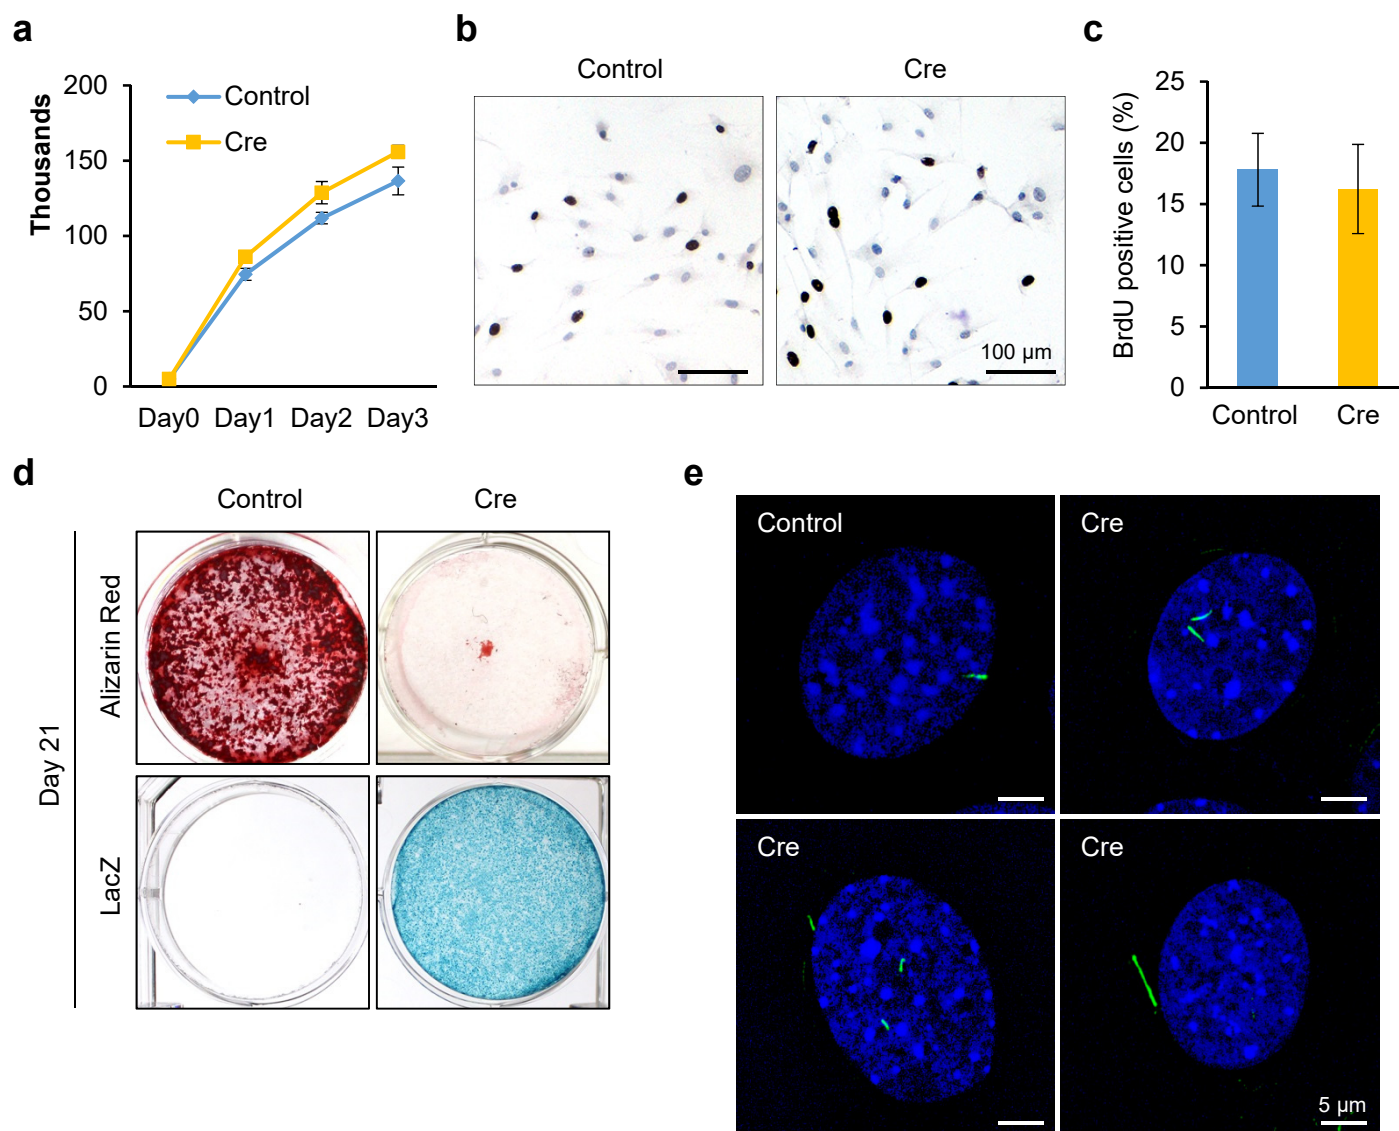 a
Thousands
200
150
100
50
0
Control
Cre
Day0 Day1 Day2 Day3
b
Control
Cre
100 µm
c
BrdU positive cells (%)
25
20
15
10
5
0
Control Cre
d
Control
Cre
Day 21
Alizarin Red
LacZ
e
Control
Cre
Cre
Cre
5 µm